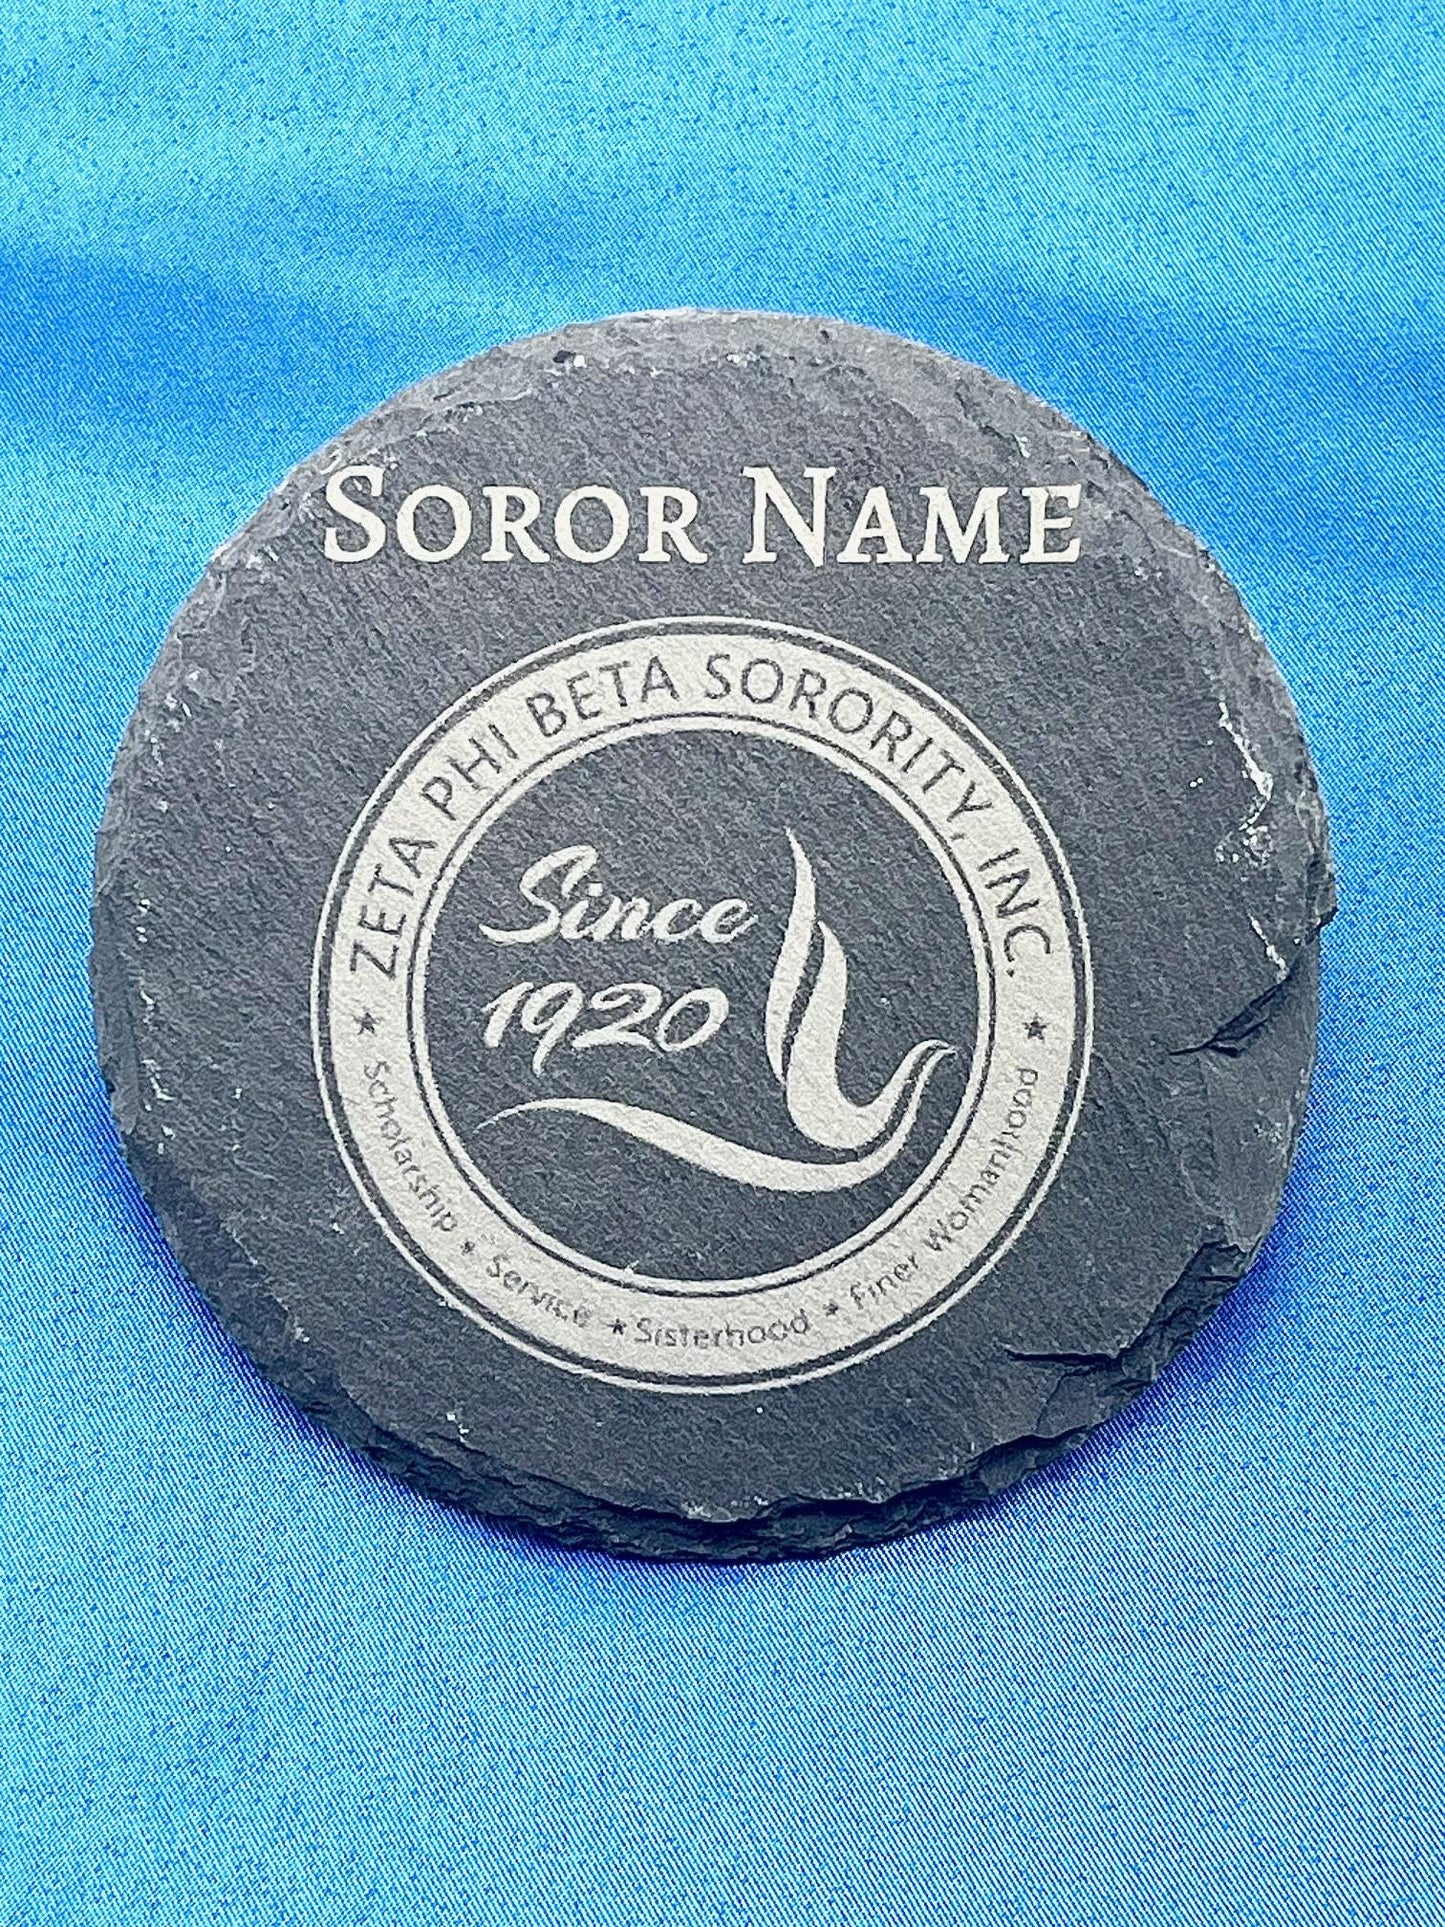 SOROR NAME
ZETA PHI BETA SORORITY, INC.
Since
1920
★ Scholarship ★ Service ★ Sisterhood ★ Finer Womanhood ★